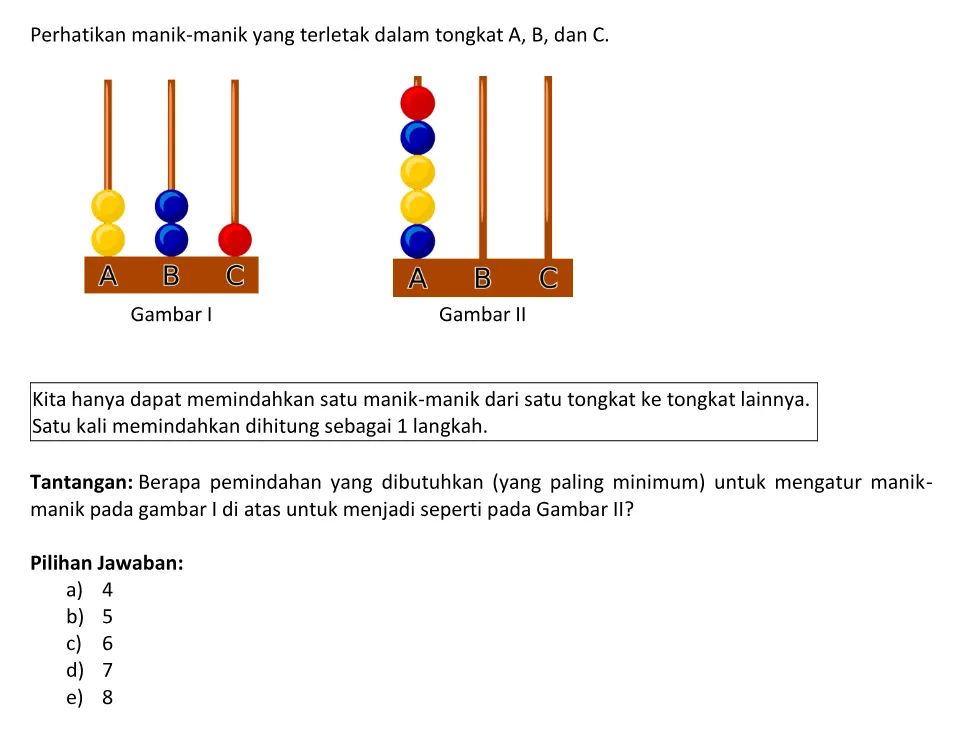 Perhatikan manik-manik yang terletak dalam tongkat A, B, dan C.
A B C
A B C
Gambar I
Gambar II
Kita hanya dapat memindahkan satu manik-manik dari satu tongkat ke tongkat lainnya.
Satu kali memindahkan dihitung sebagai 1 langkah.
Tantangan: Berapa pemindahan yang dibutuhkan (yang paling minimum) untuk mengatur manik-
manik pada gambar I di atas untuk menjadi seperti pada Gambar II?
Pilihan Jawaban:
a) 4
b) 5
c) 6
d) 7
e) 8